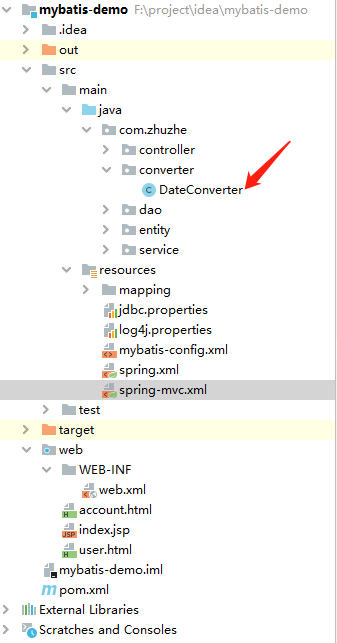 mybatis-demo F:\project\idea\mybatis-demo
.idea
out
src
main
java
com.zhuzhe
controller
converter
DateConverter
dao
entity
service
resources
mapping
jdbc.properties
log4j.properties
mybatis-config.xml
spring.xml
spring-mvc.xml
test
target
web
WEB-INF
web.xml
account.html
index.jsp
user.html
mybatis-demo.iml
pom.xml
External Libraries
Scratches and Consoles